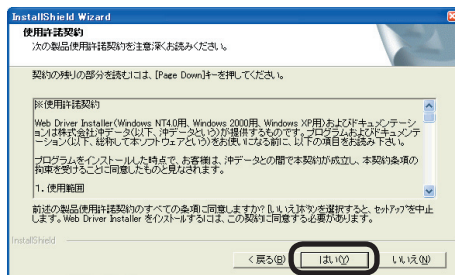 InstallShield Wizard
使用許諾契約
次の製品使用許諾契約を注意深くお読みください。
契約の残りの部分を読むには、[Page Down]キーを押してください。
※使用許諾契約
Web Driver Installer(Windows NT4.0用、Windows 2000用、Windows XP用)およびドキュメンテーシ
ョンは株式会社沖データ(以下、沖データという)が提供するものです。プログラムおよびドキュメンテ
ーション(以下、総称して本ソフトウェアという)をお使いになる前に、以下の項目をお読み下さい。
プログラムをインストールした時点で、お客様は、沖データとの間で本契約が成立し、本契約条項の
拘束を受けることに同意したものと見なされます。
1. 使用範囲
前述の製品使用許諾契約のすべての条項に同意しますか?[いいえ]ボタンを選択すると、セットアップを中止
します。Web Driver Installer をインストールするには、この契約に同意する必要があります。
InstallShield
< 戻る(B)
はい(Y)
いいえ(N)